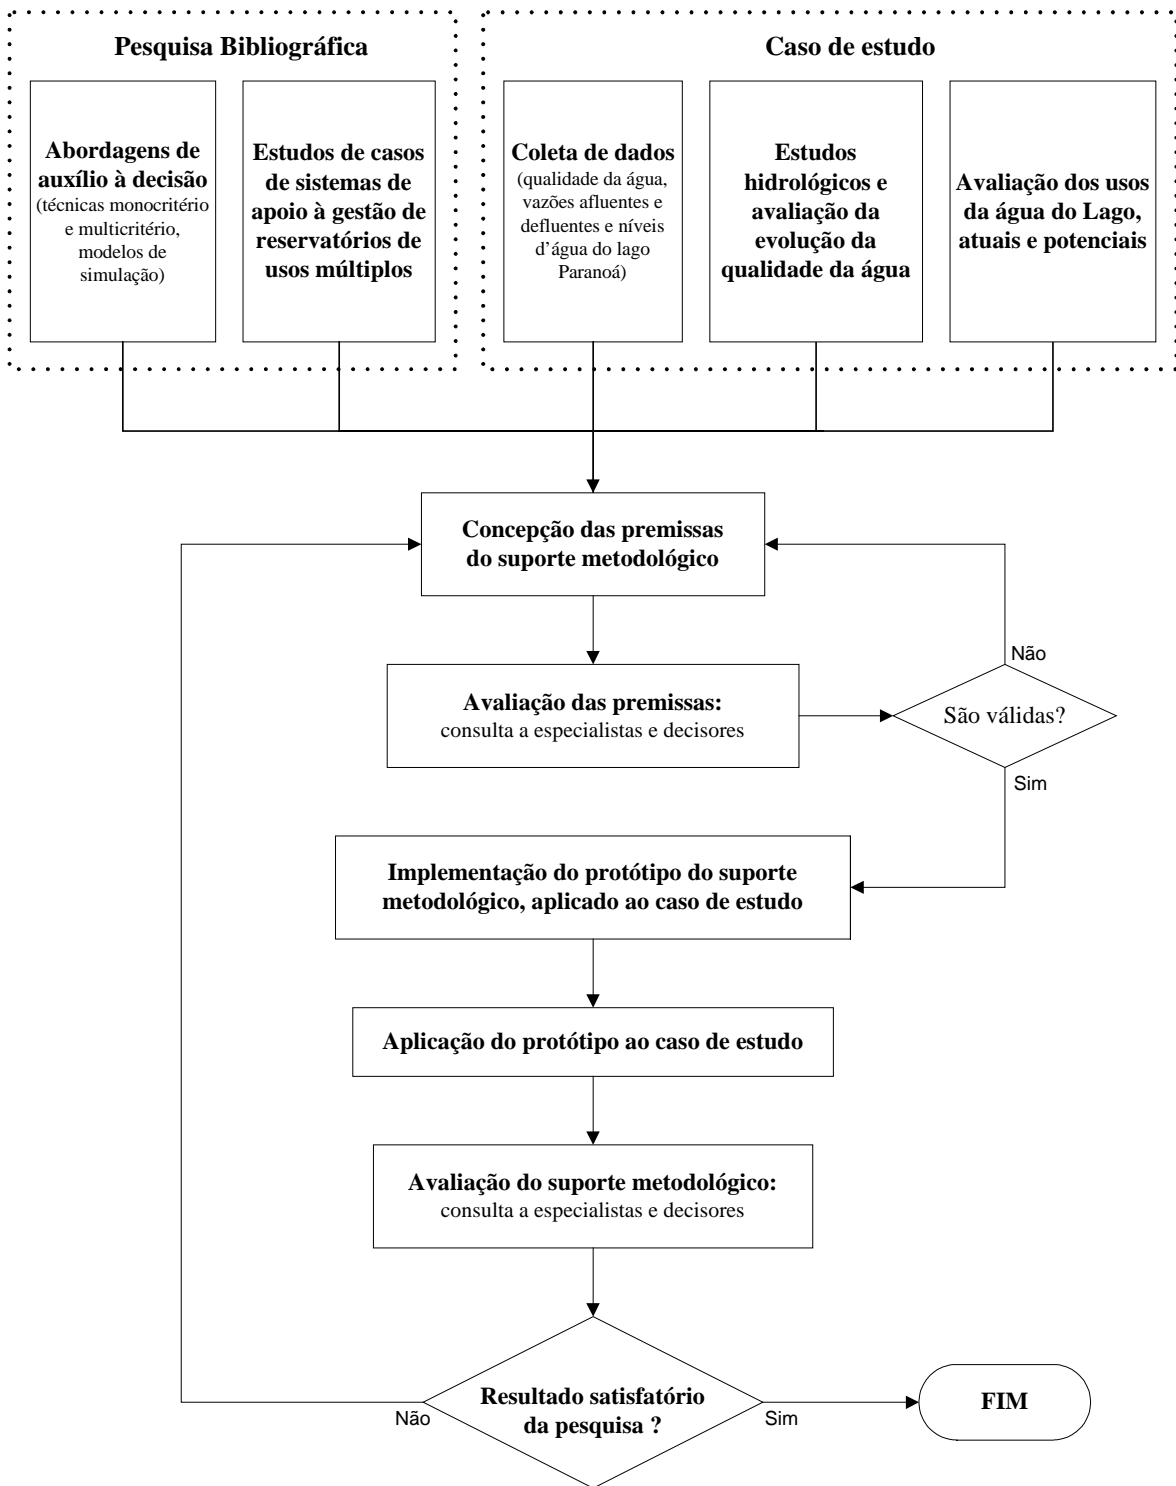 Pesquisa Bibliográfica
Abordagens de
auxílio à decisão
(técnicas monocritério
e multicritério,
modelos de
simulação)
Estudos de casos
de sistemas de
apoio à gestão de
reservatórios de
usos múltiplos
Caso de estudo
Coleta de dados
(qualidade da água,
vazões afluentes e
defluentes e níveis
d’água do lago
Paranoá)
Estudos
hidrológicos e
avaliação da
evolução da
qualidade da água
Avaliação dos usos
da água do Lago,
atuais e potenciais
Concepção das premissas
do suporte metodológico
Avaliação das premissas:
consulta a especialistas e decisores
São válidas?
Não
Sim
Implementação do protótipo do suporte
metodológico, aplicado ao caso de estudo
Aplicação do protótipo ao caso de estudo
Avaliação do suporte metodológico:
consulta a especialistas e decisores
Resultado satisfatório
da pesquisa ?
Não
Sim
FIM